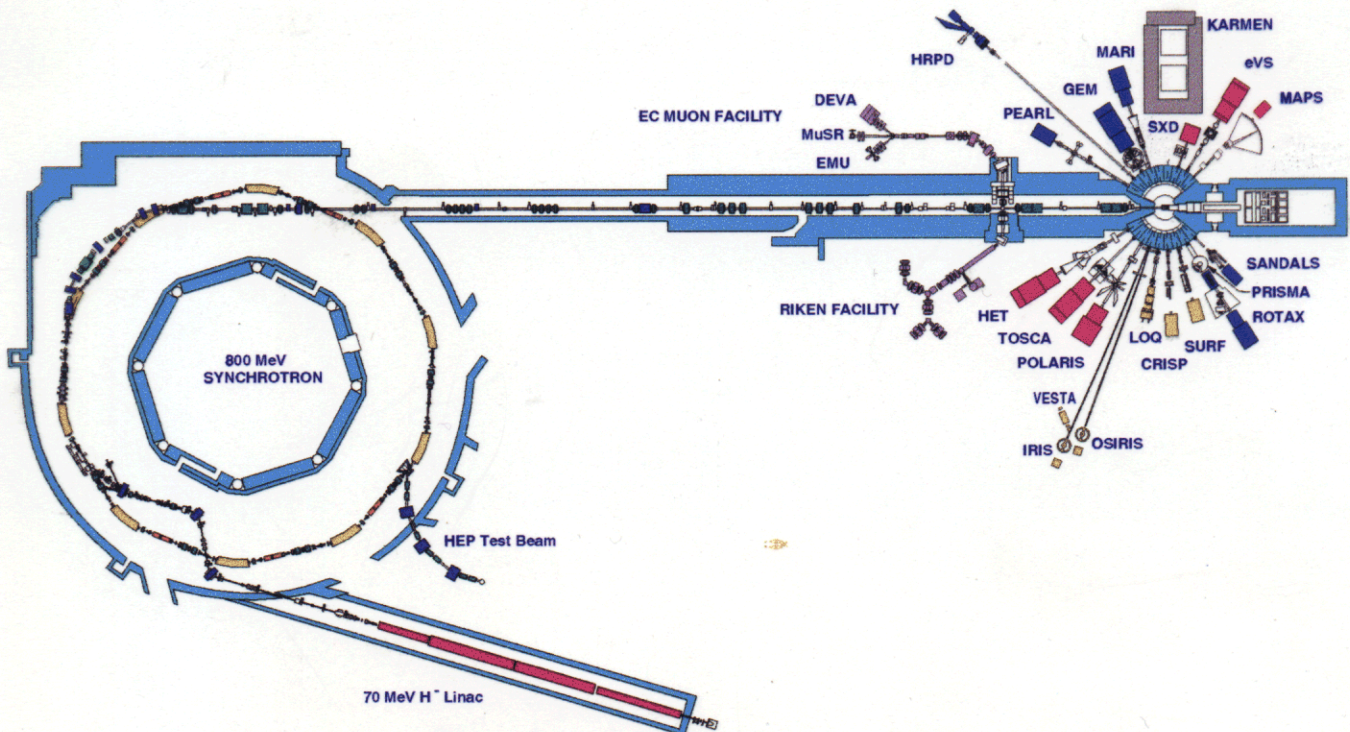 KARMEN
HRPD
MARI
eVS
GEM
MAPS
DEVA
EC MUON FACILITY
PEARL
SXD
MuSR
EMU
SANDALS
PRISMA
RIKEN FACILITY
HET
ROTAX
TOSCA
LOQ
SURF
POLARIS
CRISP
800 MeV
SYNCHROTRON
VESTA
IRIS
OSIRIS
HEP Test Beam
70 MeV H⁻ Linac